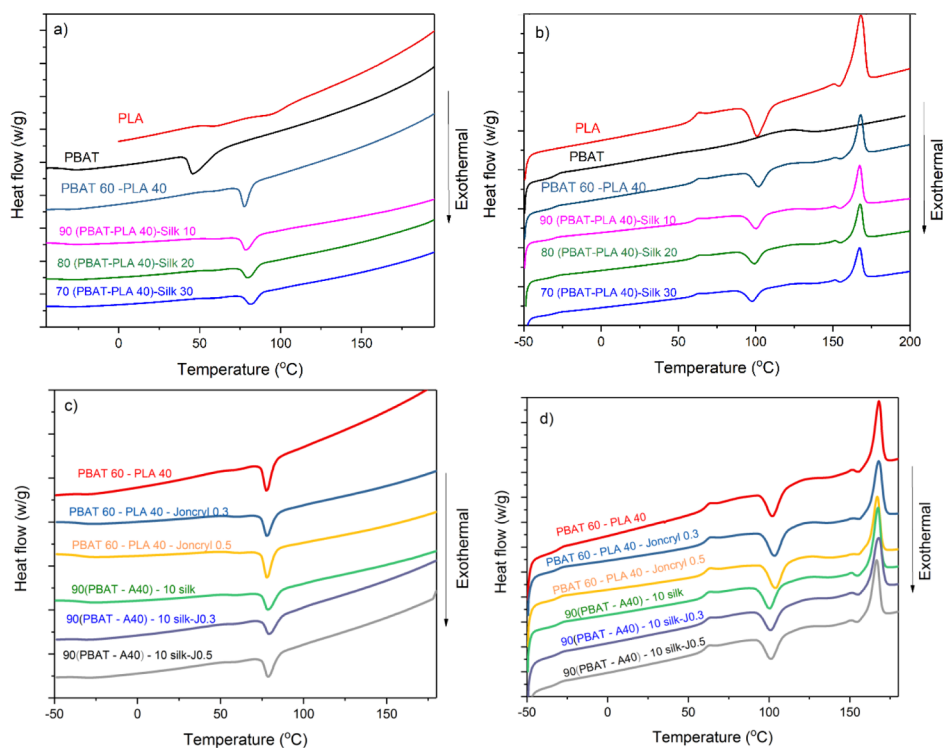 a)
Heat flow (w/g)
PLA
PBAT
PBAT 60 -PLA 40
90 (PBAT-PLA 40)-Silk 10
80 (PBAT-PLA 40)-Silk 20
70 (PBAT-PLA 40)-Silk 30
Exothermal
0 50 100 150
Temperature (°C)
b)
Heat flow (w/g)
PLA
PBAT
PBAT 60 -PLA 40
90 (PBAT-PLA 40)-Silk 10
80 (PBAT-PLA 40)-Silk 20
70 (PBAT-PLA 40)-Silk 30
Exothermal
-50 0 50 100 150 200
Temperature (°C)
c)
Heat flow (w/g)
PBAT 60 - PLA 40
PBAT 60 - PLA 40 - Joncryl 0.3
PBAT 60 - PLA 40 - Joncryl 0.5
90(PBAT - A40) - 10 silk
90(PBAT - A40) - 10 silk-J0.3
90(PBAT - A40) - 10 silk-J0.5
Exothermal
-50 0 50 100 150
Temperature (°C)
d)
Heat flow (w/g)
PBAT 60 - PLA 40
PBAT 60 - PLA 40 - Joncryl 0.3
PBAT 60 - PLA 40 - Joncryl 0.5
90(PBAT - A40) - 10 silk
90(PBAT - A40) - 10 silk-J0.3
90(PBAT - A40) - 10 silk-J0.5
Exothermal
-50 0 50 100 150
Temperature (°C)